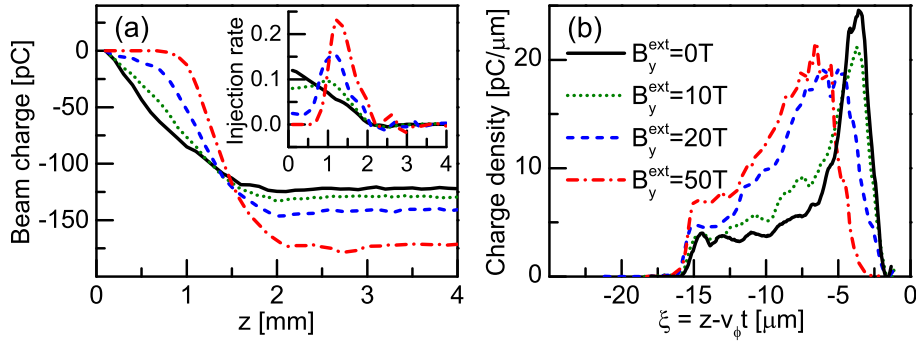 (a)
Beam charge [pC]
0
-50
-100
-150
-200
0 1 2 3 4
z [mm]
Injection rate
0.2
0.1
0.0
0 1 2 3 4
(b)
Charge density [pC/μm]
20
10
0
-20 -15 -10 -5 0
ξ = z-v_ϕt [μm]
B_y^ext=0T
B_y^ext=10T
B_y^ext=20T
B_y^ext=50T